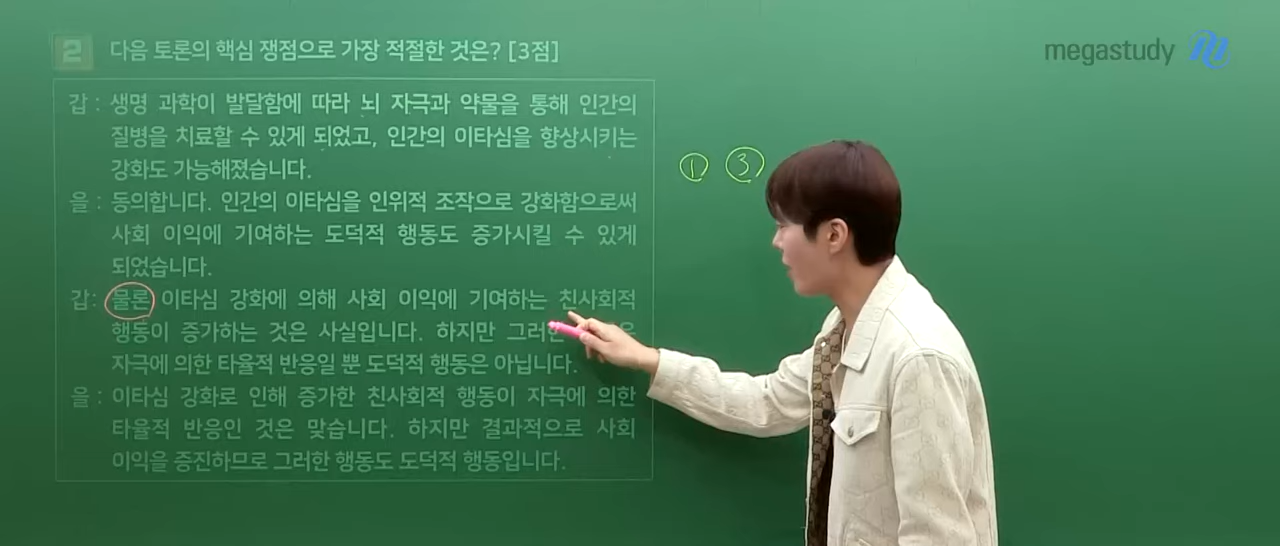 2 다음 토론의 핵심 쟁점으로 가장 적절한 것은? [3점]
megastudy
갑 : 생명 과학이 발달함에 따라 뇌 자극과 약물을 통해 인간의
질병을 치료할 수 있게 되었고, 인간의 이타심을 향상시키는
강화도 가능해졌습니다.
을 : 동의합니다. 인간의 이타심을 인위적 조작으로 강화함으로써
사회 이익에 기여하는 도덕적 행동도 증가시킬 수 있게
되었습니다.
갑: 물론 이타심 강화에 의해 사회 이익에 기여하는 친사회적
행동이 증가하는 것은 사실입니다. 하지만 그러한
자극에 의한 타율적 반응일 뿐 도덕적 행동은 아닙니다.
을 : 이타심 강화로 인해 증가한 친사회적 행동이 자극에 의한
타율적 반응인 것은 맞습니다. 하지만 결과적으로 사회
이익을 증진하므로 그러한 행동도 도덕적 행동입니다.
① ③